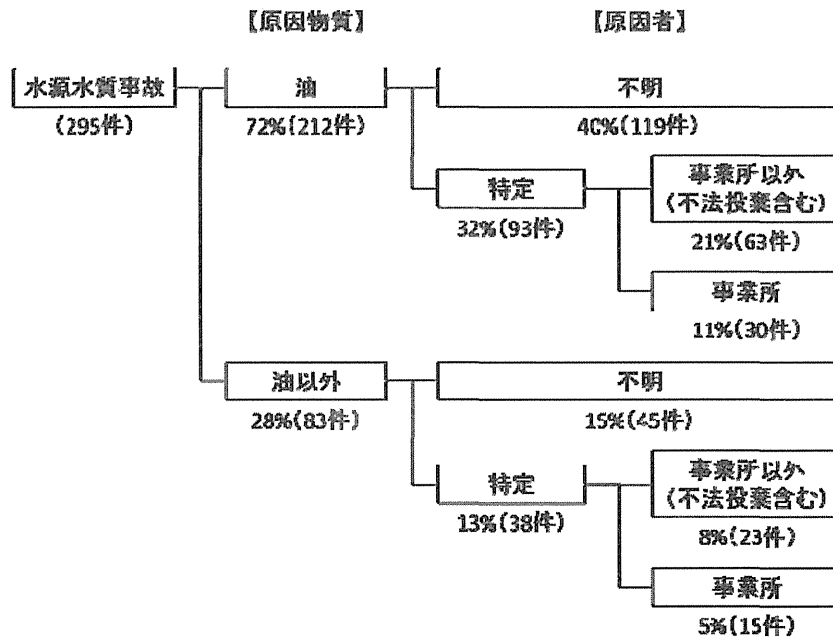 【原因物質】
【原因者】
水源水質事故
(295件)
油
72%(212件)
不明
40%(119件)
特定
32%(93件)
事業所以外
(不法投棄含む)
21%(63件)
事業所
11%(30件)
油以外
28%(83件)
不明
15%(45件)
特定
13%(38件)
事業所以外
(不法投棄含む)
8%(23件)
事業所
5%(15件)